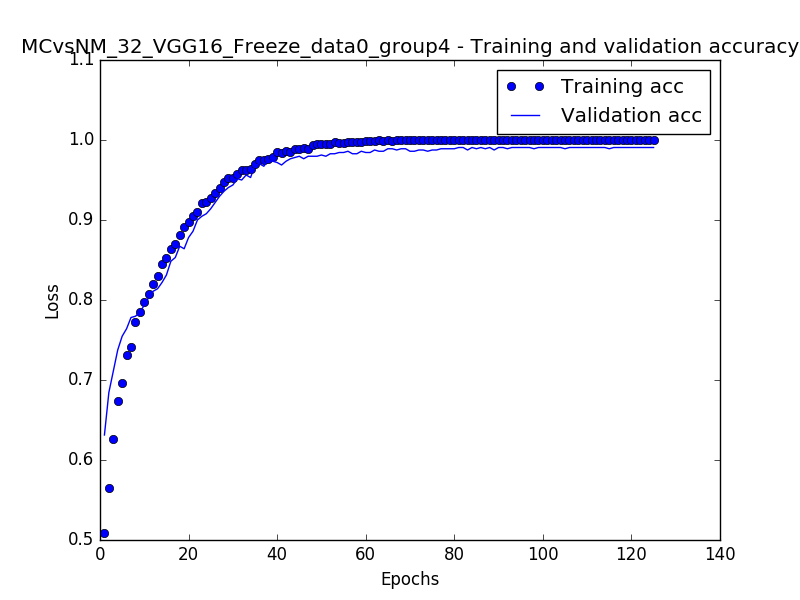 MCvsNM_32_VGG16_Freeze_data0_group4 - Training and validation accuracy
1.1
Training acc
Validation acc
1.0
0.9
0.8
Loss
0.7
0.6
0.5
0 20 40 60 80 100 120 140
Epochs